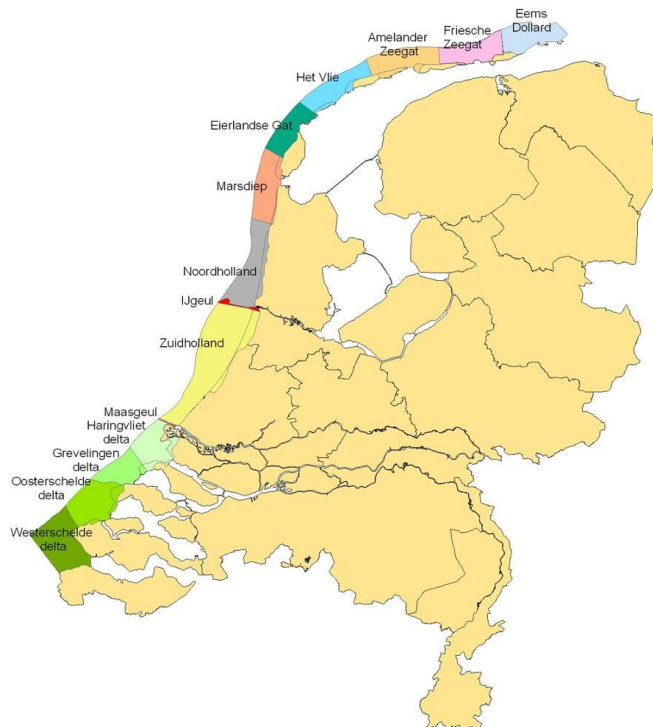 Eems
Dollard
Friesche
Zeegat
Amelander
Zeegat
Het Vlie
Eierlandse Gat
Marsdiep
Noordholland
IJgeul
Zuidholland
Maasgeul
Haringvliet
delta
Grevelingen
delta
Oosterschelde
delta
Westerschelde
delta